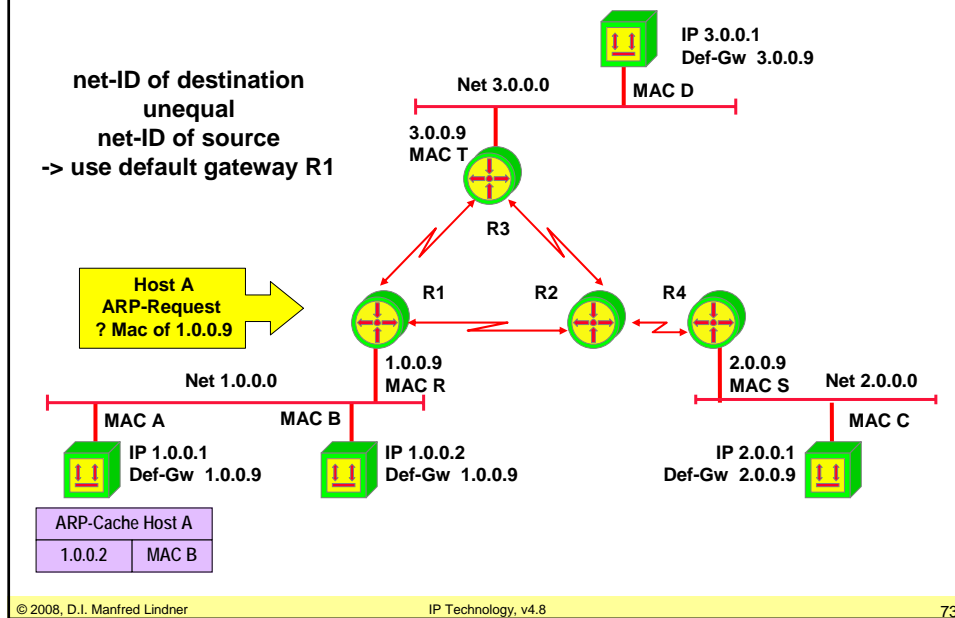 net-ID of destination
unequal
net-ID of source
-> use default gateway R1
IP 3.0.0.1
Def-Gw 3.0.0.9
Net 3.0.0.0
MAC D
3.0.0.9
MAC T
R3
Host A
ARP-Request
? Mac of 1.0.0.9
R1
R2
R4
1.0.0.9
MAC R
2.0.0.9
MAC S
Net 1.0.0.0
Net 2.0.0.0
MAC A
MAC B
MAC C
IP 1.0.0.1
Def-Gw 1.0.0.9
IP 1.0.0.2
Def-Gw 1.0.0.9
IP 2.0.0.1
Def-Gw 2.0.0.9
ARP-Cache Host A
1.0.0.2 MAC B
© 2008, D.I. Manfred Lindner
IP Technology, v4.8
73